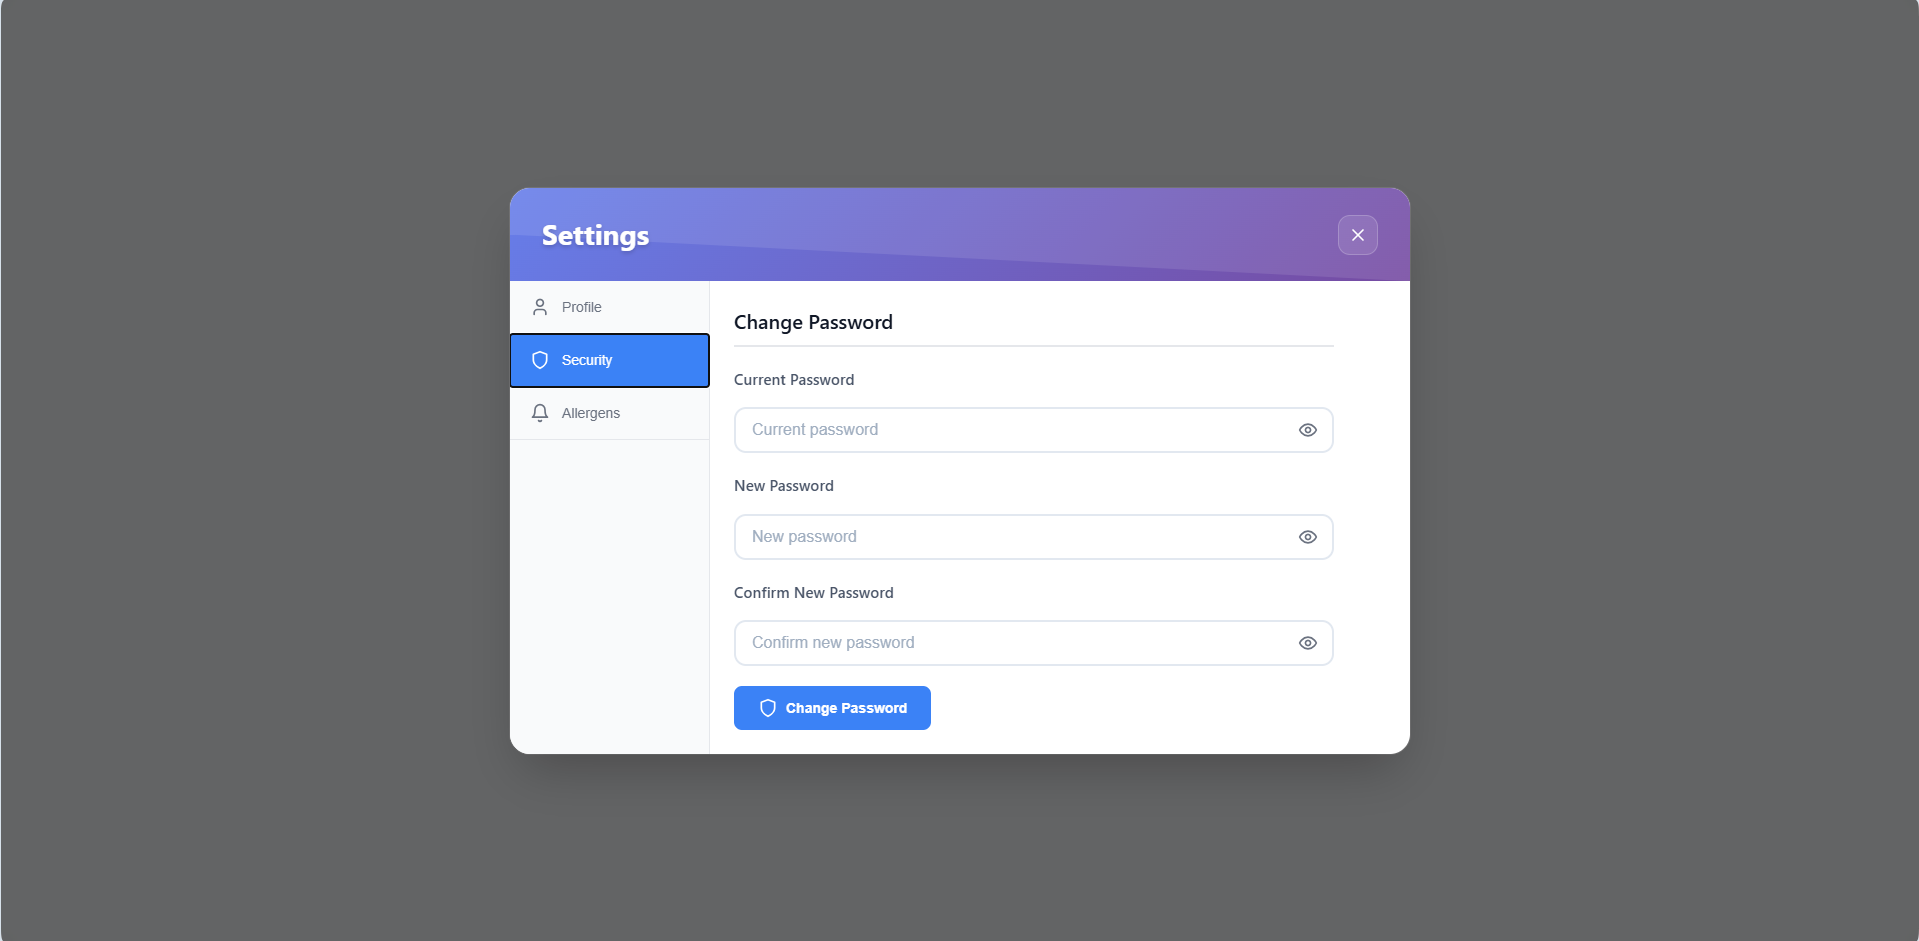 Settings
Profile
Security
Allergens
Change Password
Current Password
Current password
New Password
New password
Confirm New Password
Confirm new password
Change Password